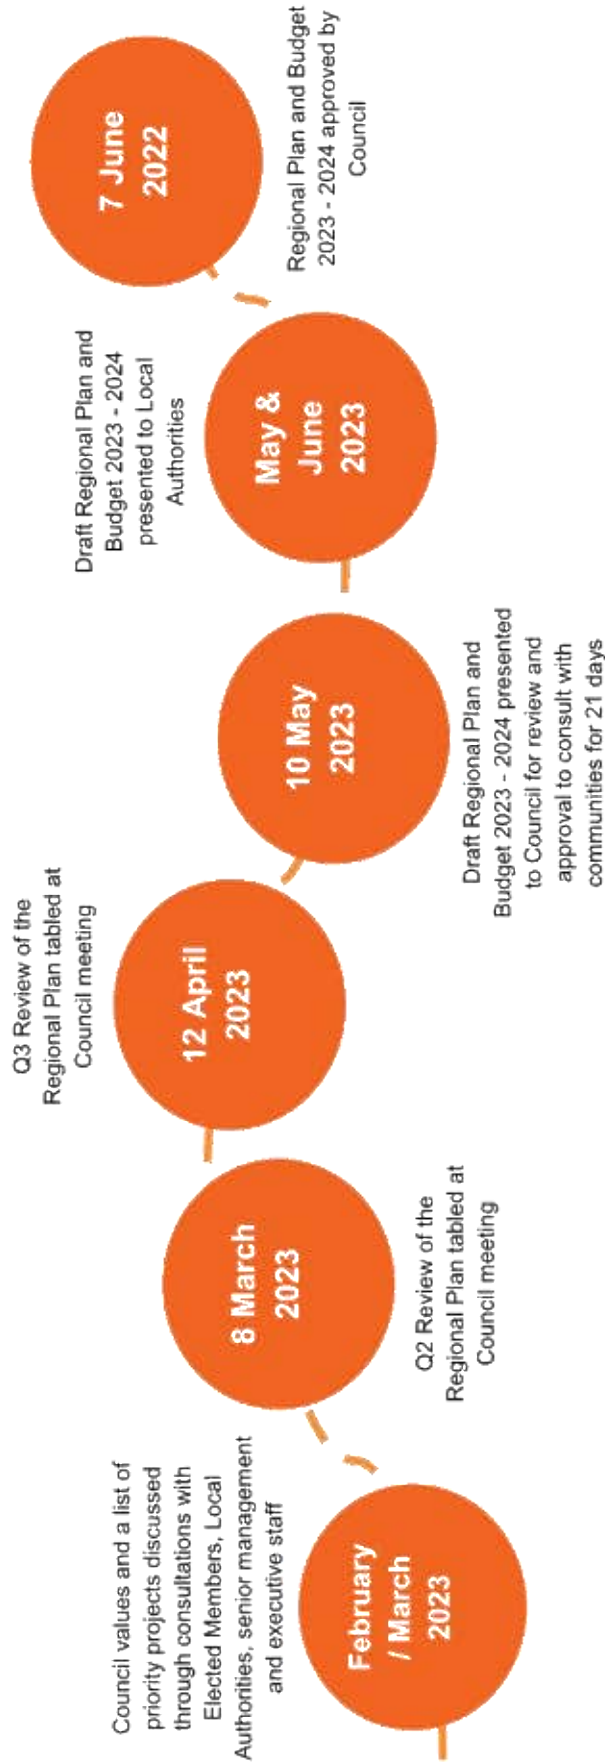 Council values and a list of
priority projects discussed
through consultations with
Elected Members, Local
Authorities, senior management
and executive staff
February
/ March
2023
8 March
2023
Q2 Review of the
Regional Plan tabled at
Council meeting
Q3 Review of the
Regional Plan tabled at
Council meeting
12 April
2023
10 May
2023
Draft Regional Plan and
Budget 2023 - 2024 presented
to Council for review and
approval to consult with
communities for 21 days
Draft Regional Plan and
Budget 2023 - 2024
presented to Local
Authorities
May &
June
2023
7 June
2022
Regional Plan and Budget
2023 - 2024 approved by
Council